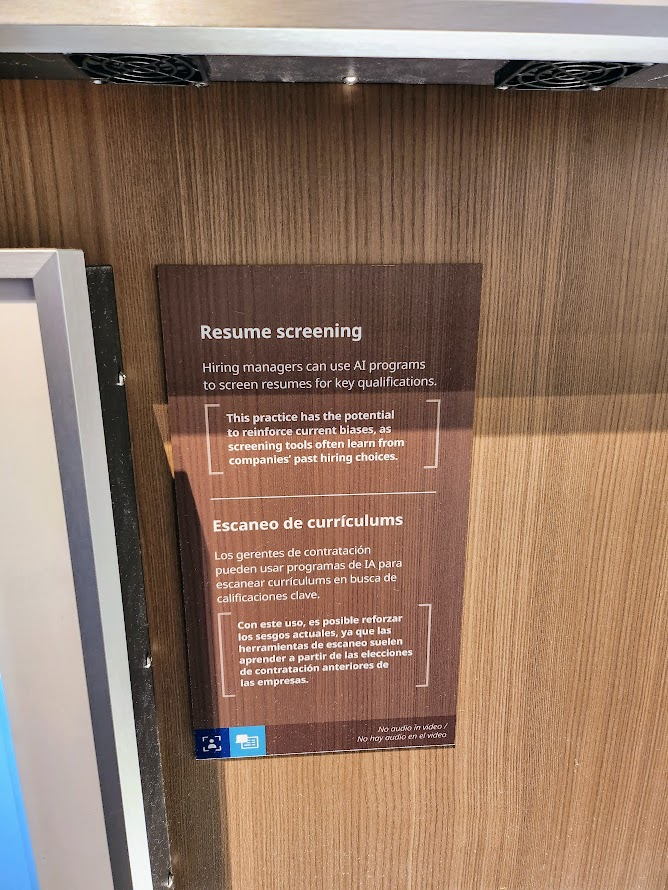 Resume screening
Hiring managers can use AI programs
to screen resumes for key qualifications.
This practice has the potential
to reinforce current biases, as
screening tools often learn from
companies' past hiring choices.
Escaneo de currículums
Los gerentes de contratación
pueden usar programas de IA para
escanear currículums en busca de
calificaciones clave.
Con este uso, es posible reforzar
los sesgos actuales, ya que las
herramientas de escaneo suelen
aprender a partir de las elecciones
de contratación anteriores de
las empresas.
No audio in video /
No hay audio en el video